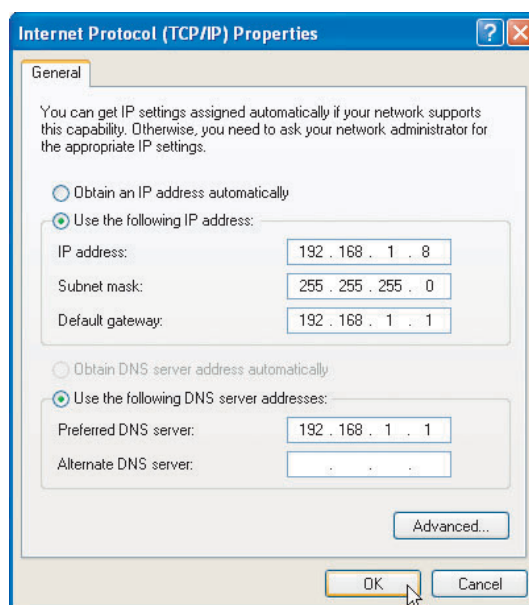 Internet Protocol (TCP/IP) Properties
General
You can get IP settings assigned automatically if your network supports
this capability. Otherwise, you need to ask your network administrator for
the appropriate IP settings.
Obtain an IP address automatically
Use the following IP address:
IP address: 192 . 168 . 1 . 8
Subnet mask: 255 . 255 . 255 . 0
Default gateway: 192 . 168 . 1 . 1
Obtain DNS server address automatically
Use the following DNS server addresses:
Preferred DNS server: 192 . 168 . 1 . 1
Alternate DNS server: . . .
Advanced...
OK Cancel